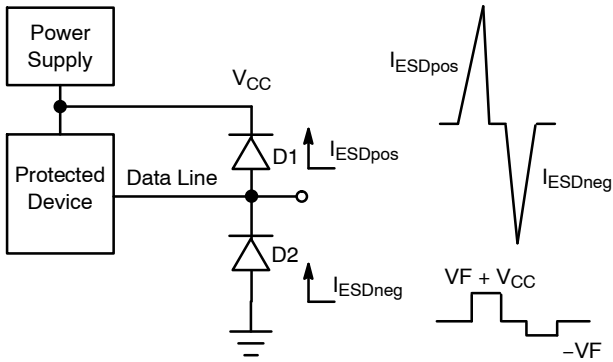 Power
Supply
VCC
IESDpos
D1
IESDpos
Protected
Device
Data Line
IESDneg
D2
IESDneg
VF + VCC
−VF